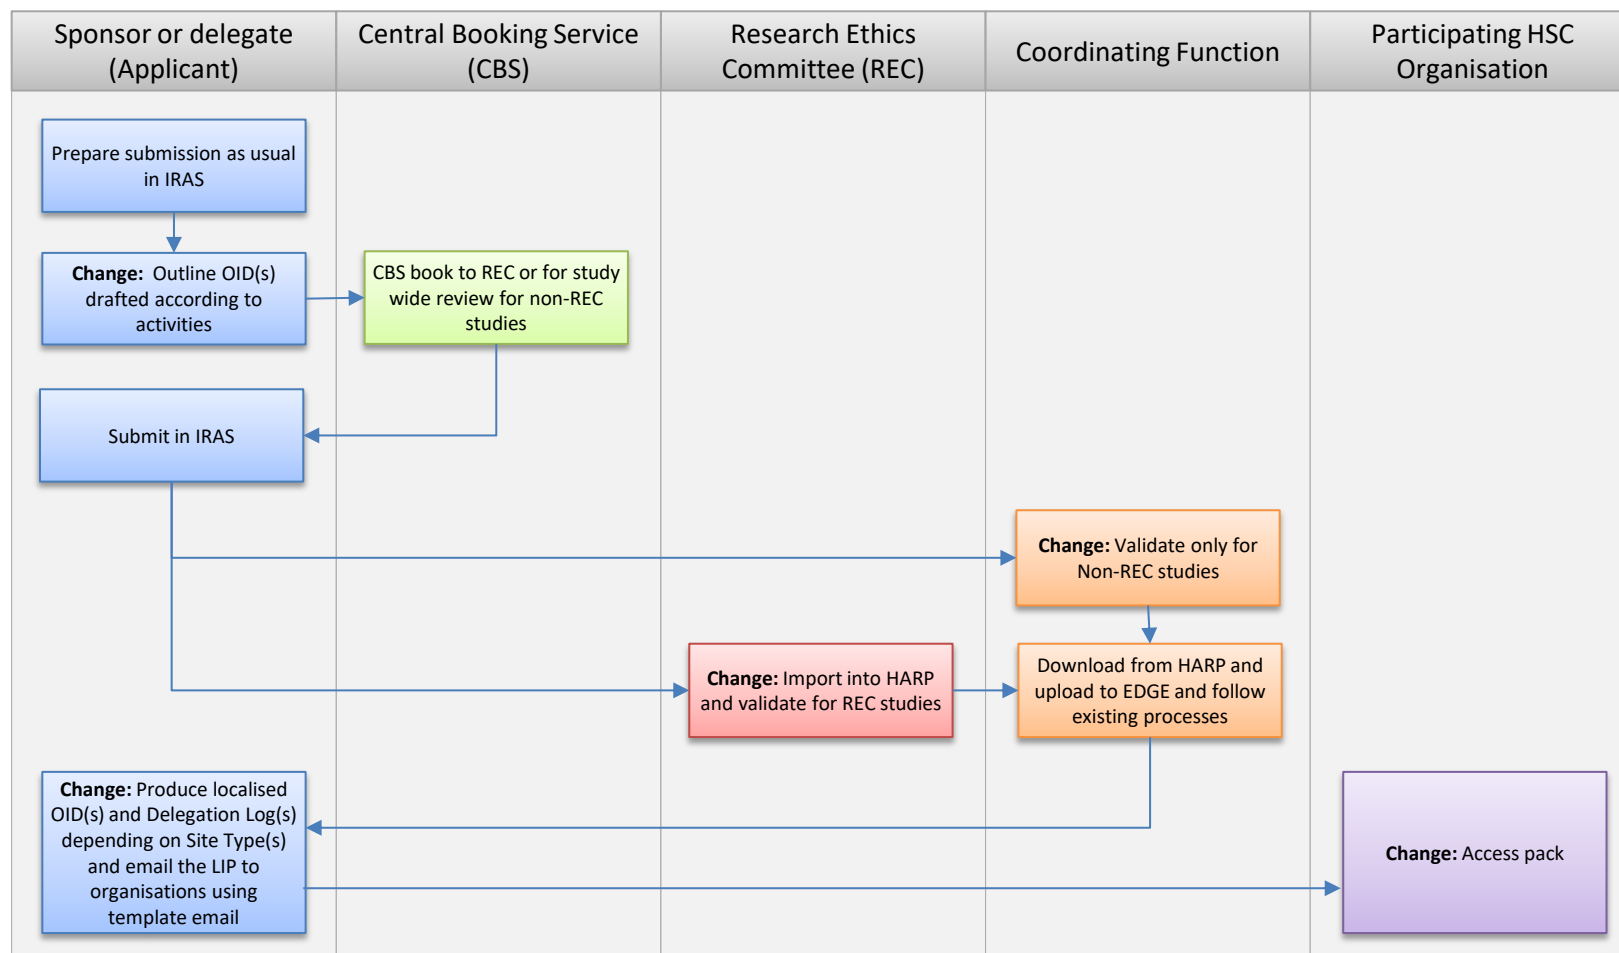 Sponsor or delegate
(Applicant)
Central Booking Service
(CBS)
Research Ethics
Committee (REC)
Coordinating Function
Participating HSC
Organisation
Prepare submission as usual
in IRAS
Change: Outline OID(s)
drafted according to
activities
CBS book to REC or for study
wide review for non-REC
studies
Submit in IRAS
Change: Validate only for
Non-REC studies
Change: Import into HARP
and validate for REC studies
Download from HARP and
upload to EDGE and follow
existing processes
Change: Produce localised
OID(s) and Delegation Log(s)
depending on Site Type(s)
and email the LIP to
organisations using
template email
Change: Access pack